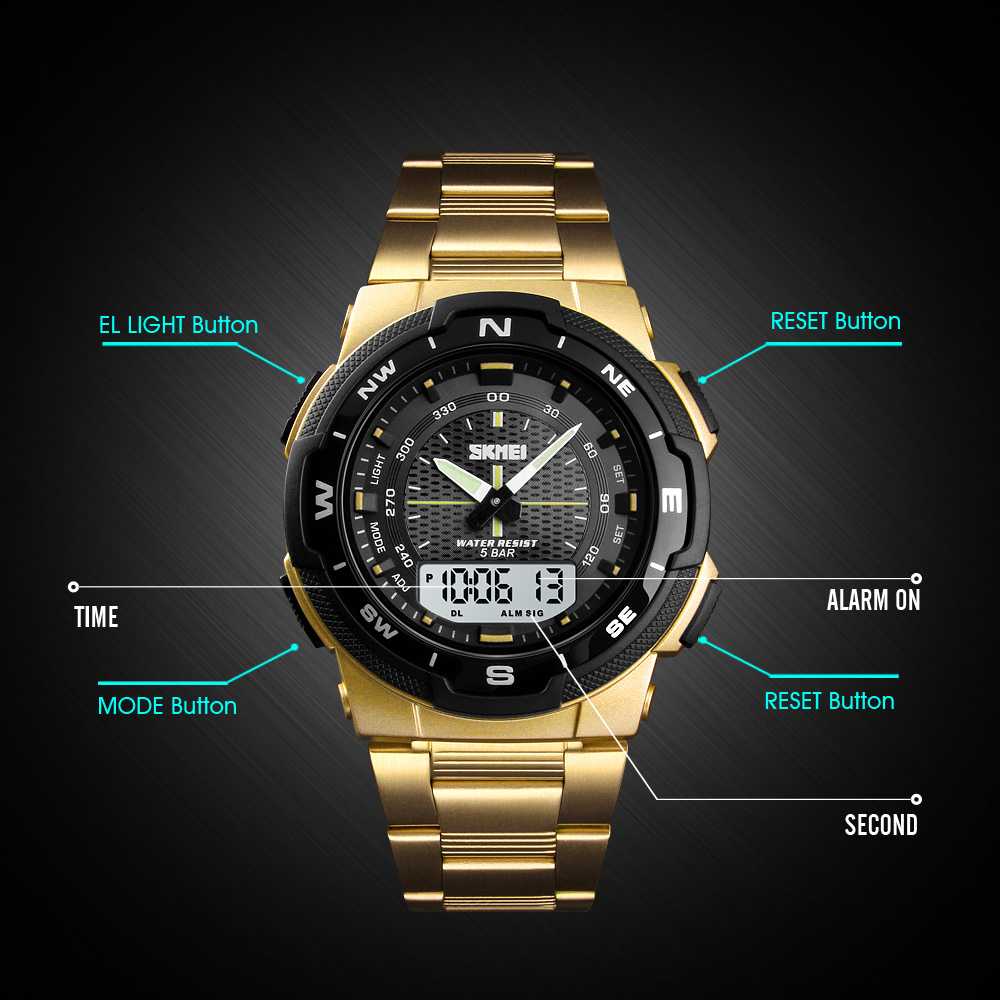 EL LIGHT Button
RESET Button
N
NW
NE
00
330
30
300
60
SKMEI
LIGHT
SET
W
270
90
E
MODE
SET
WATER RESIST
5 BAR
240
120
ADJ
P 10:06 13
DL ALM SIG
TIME
ALARM ON
SW
SE
S
MODE Button
RESET Button
SECOND